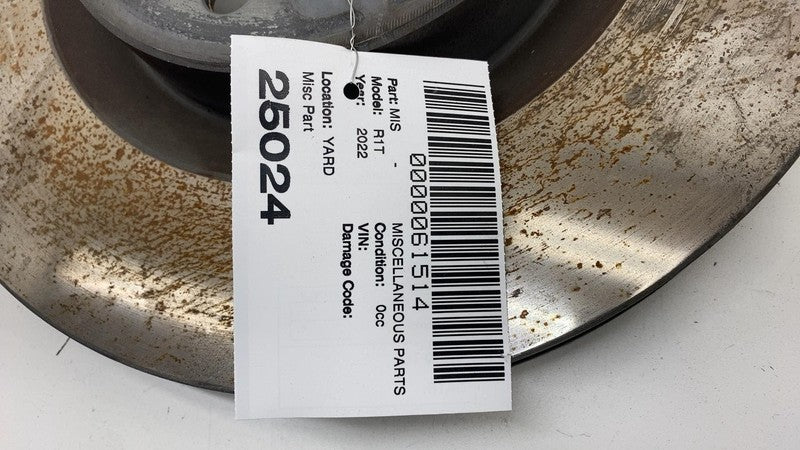 0000061514
Part: MIS - MISCELLANEOUS PARTS
Model: R1T Condition: 0cc
Year: 2022 VIN:
Damage Code:
Location: YARD
Misc Part
25024